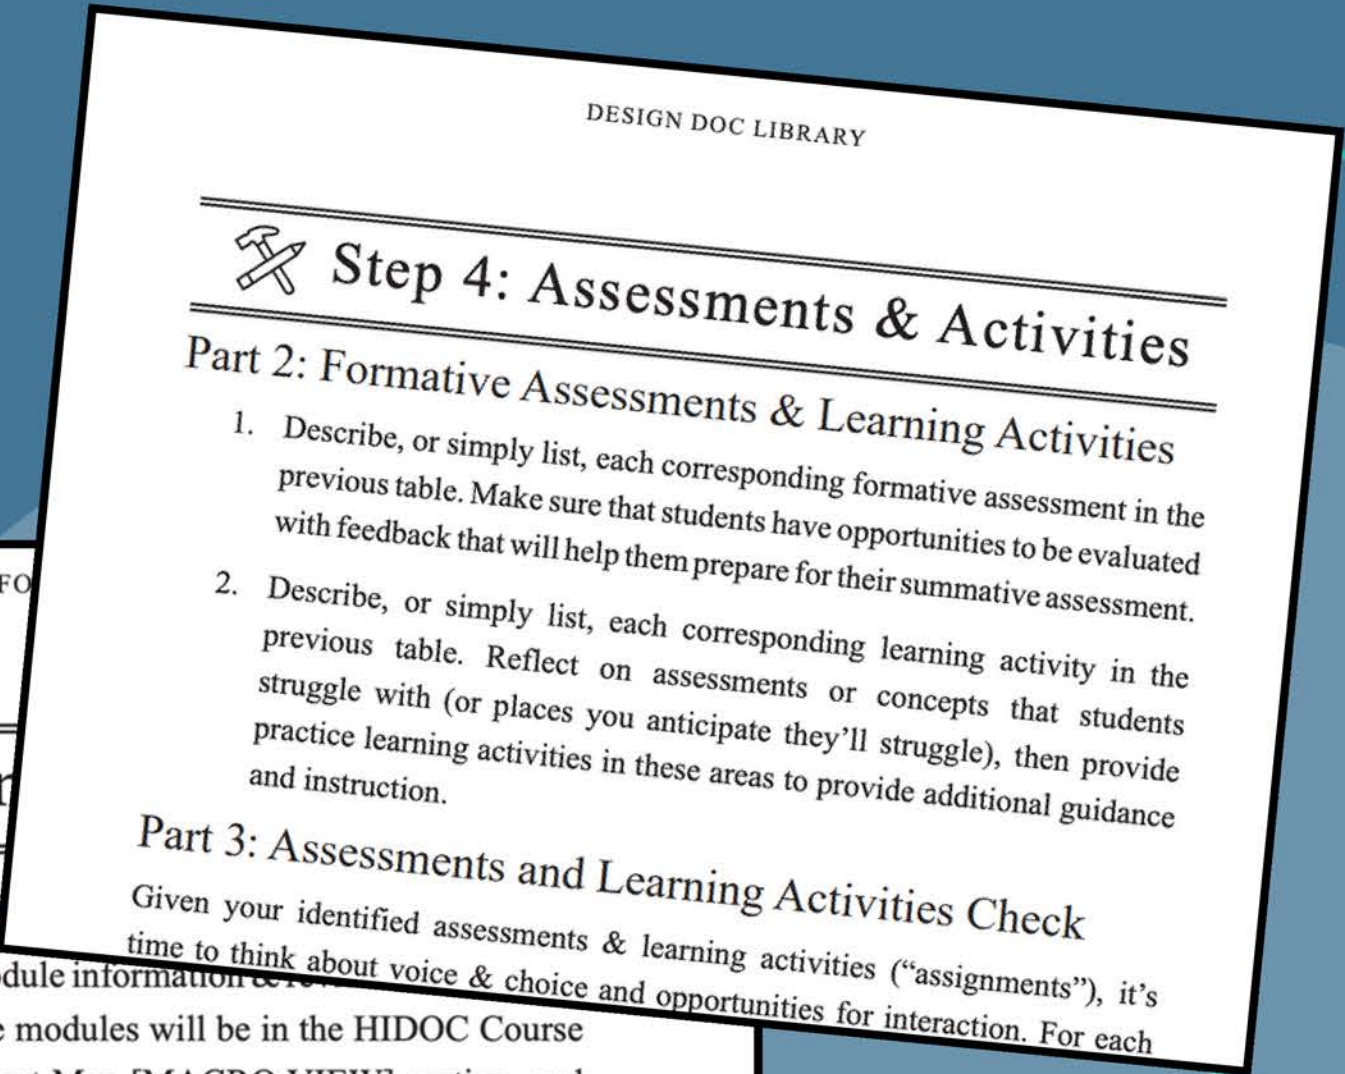 DESIGN DOC LIBRARY
Step 4: Assessments & Activities
Part 2: Formative Assessments & Learning Activities
1. Describe, or simply list, each corresponding formative assessment in the
previous table. Make sure that students have opportunities to be evaluated
with feedback that will help them prepare for their summative assessment.
2. Describe, or simply list, each corresponding learning activity in the
previous table. Reflect on assessments or concepts that students
struggle with (or places you anticipate they’ll struggle), then provide
practice learning activities in these areas to provide additional guidance
and instruction.
Part 3: Assessments and Learning Activities Check
Given your identified assessments & learning activities (“assignments”), it’s
time to think about voice & choice and opportunities for interaction. For each
FO
dule information &
modules will be in the HIDOC Course
[MACRO VIEW]